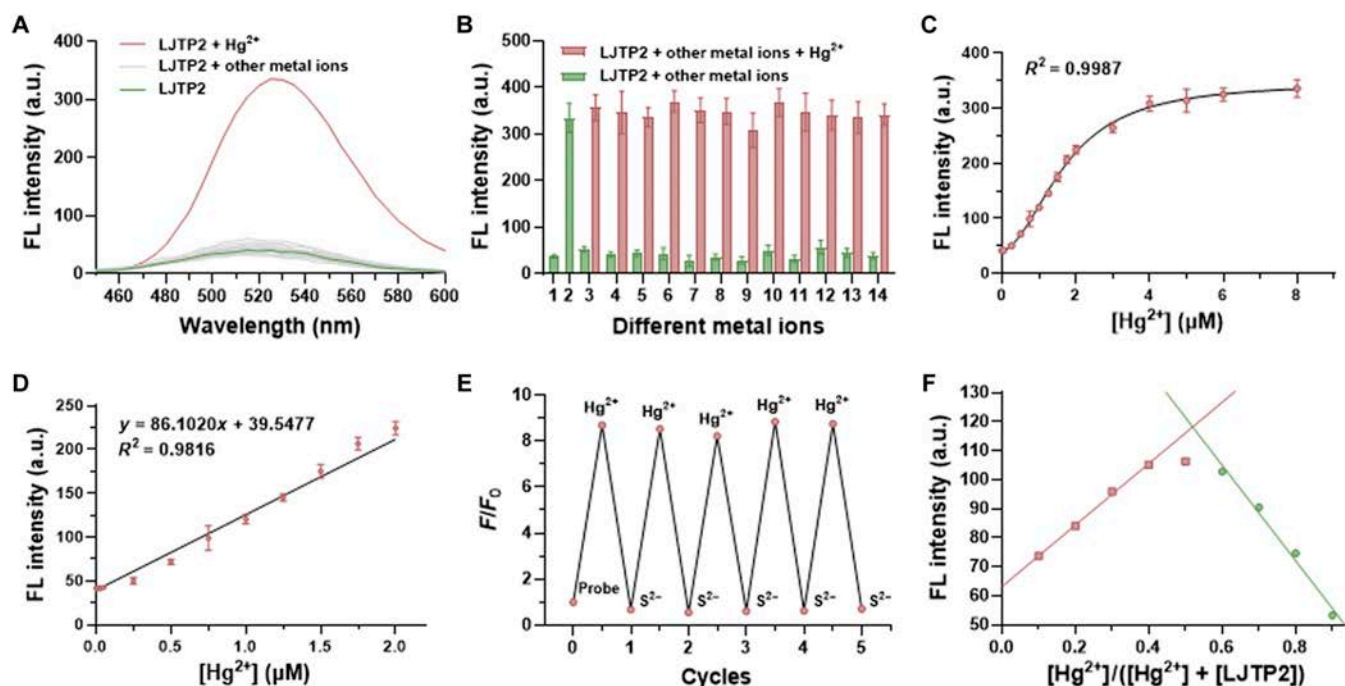 A
FL intensity (a.u.)
400
300
200
100
0
LJTP2 + Hg²⁺
LJTP2 + other metal ions
LJTP2
460 480 500 520 540 560 580 600
Wavelength (nm)
B
FL intensity (a.u.)
500
400
300
200
100
0
LJTP2 + other metal ions + Hg²⁺
LJTP2 + other metal ions
1 2 3 4 5 6 7 8 9 10 11 12 13 14
Different metal ions
C
FL intensity (a.u.)
400
300
200
100
0
R² = 0.9987
0 2 4 6 8
[Hg²⁺] (μM)
D
FL intensity (a.u.)
250
200
150
100
50
0
y = 86.1020x + 39.5477
R² = 0.9816
0.0 0.5 1.0 1.5 2.0
[Hg²⁺] (μM)
E
F/F₀
10
8
6
4
2
0
Hg²⁺ Hg²⁺ Hg²⁺ Hg²⁺ Hg²⁺
Probe S²⁻ S²⁻ S²⁻ S²⁻ S²⁻
0 1 2 3 4 5
Cycles
F
FL intensity (a.u.)
130
120
110
100
90
80
70
60
50
0.0 0.2 0.4 0.6 0.8
[Hg²⁺]/([Hg²⁺] + [LJTP2])